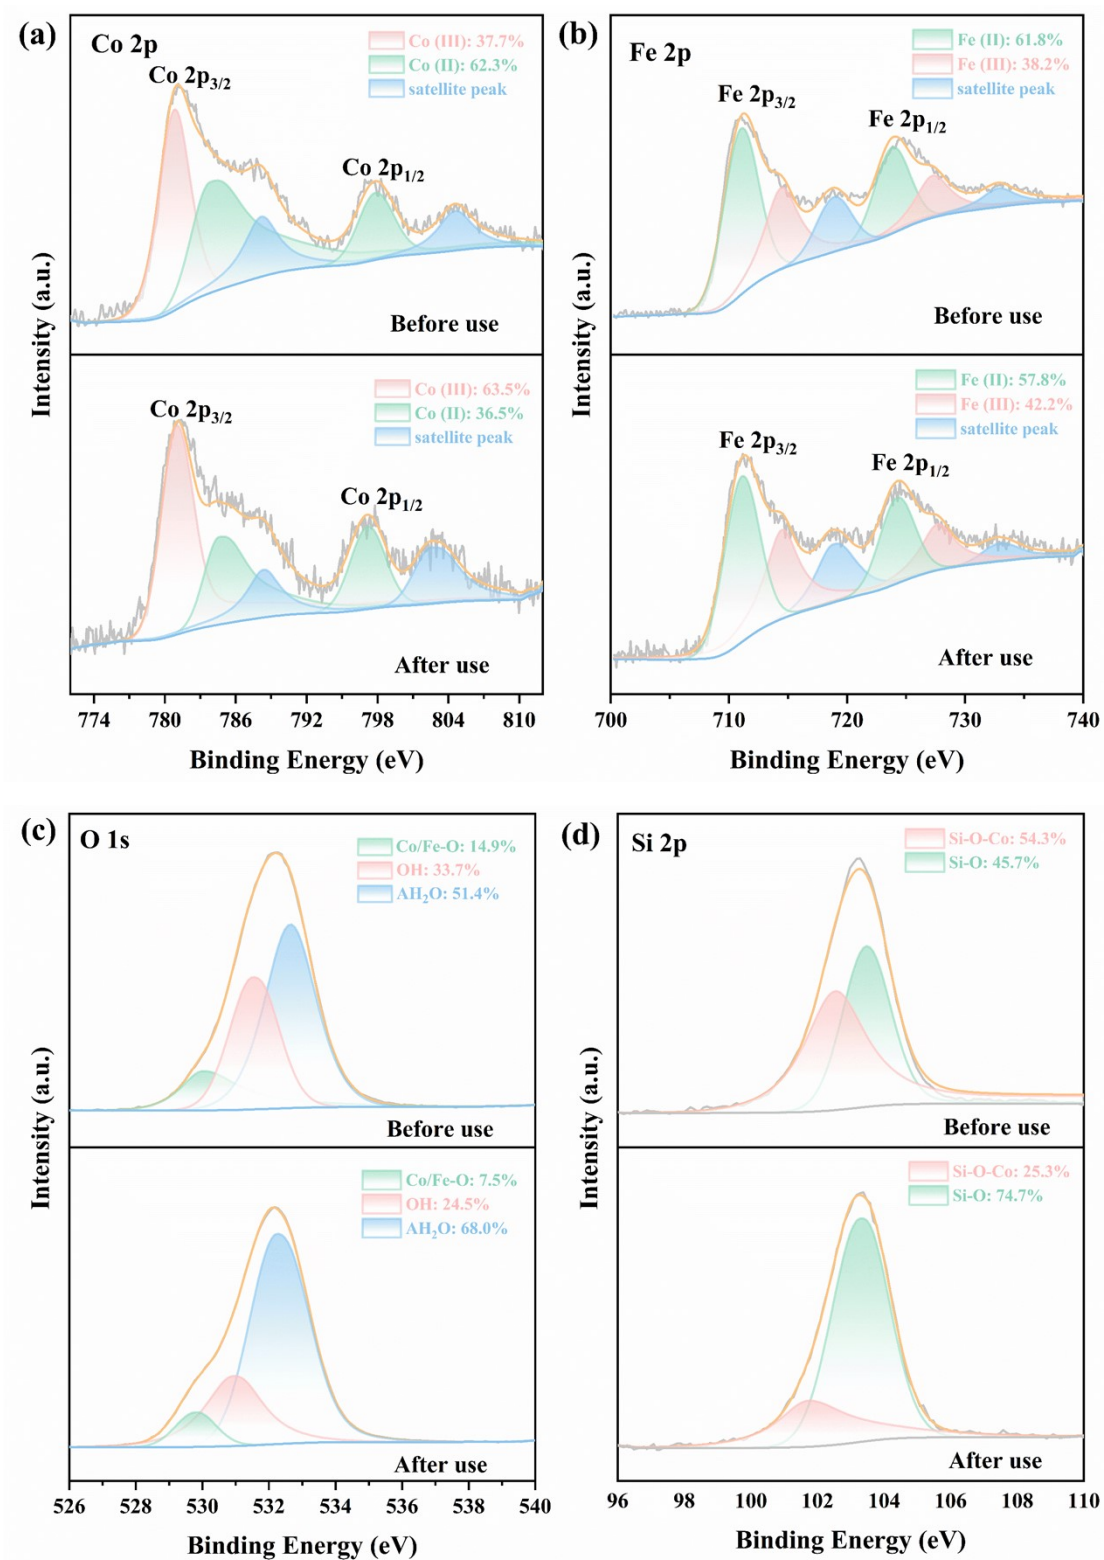 (a)
Co 2p
Co (III): 37.7%
Co (II): 62.3%
satellite peak
Co 2p3/2
Co 2p1/2
Before use
Co (III): 63.5%
Co (II): 36.5%
satellite peak
Co 2p3/2
Co 2p1/2
After use
Intensity (a.u.)
774 780 786 792 798 804 810
Binding Energy (eV)
(b)
Fe 2p
Fe (II): 61.8%
Fe (III): 38.2%
satellite peak
Fe 2p3/2
Fe 2p1/2
Before use
Fe (II): 57.8%
Fe (III): 42.2%
satellite peak
Fe 2p3/2
Fe 2p1/2
After use
Intensity (a.u.)
700 710 720 730 740
Binding Energy (eV)
(c)
O 1s
Co/Fe-O: 14.9%
OH: 33.7%
AH2O: 51.4%
Before use
Co/Fe-O: 7.5%
OH: 24.5%
AH2O: 68.0%
After use
Intensity (a.u.)
526 528 530 532 534 536 538 540
Binding Energy (eV)
(d)
Si 2p
Si-O-Co: 54.3%
Si-O: 45.7%
Before use
Si-O-Co: 25.3%
Si-O: 74.7%
After use
Intensity (a.u.)
96 98 100 102 104 106 108 110
Binding Energy (eV)